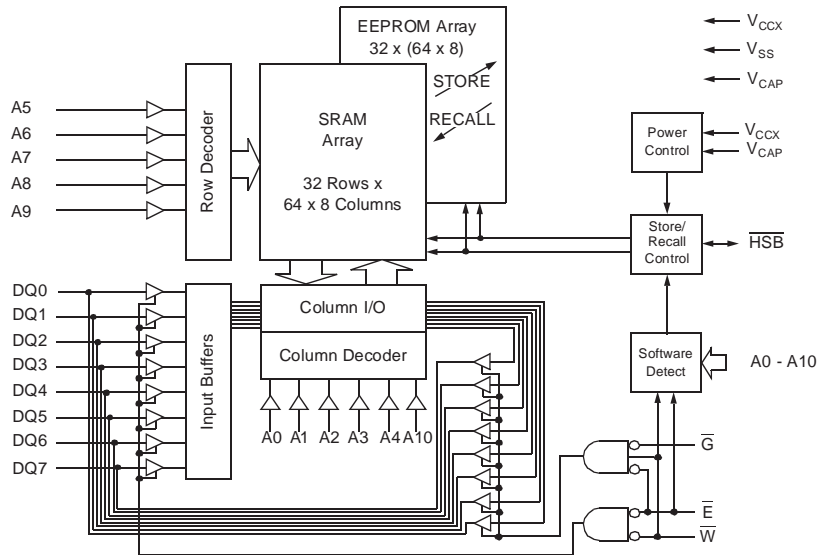 EEPROM Array
32 x (64 x 8)
STORE
RECALL
SRAM
Array
32 Rows x
64 x 8 Columns
Row Decoder
A5
A6
A7
A8
A9
V_CCX
V_SS
V_CAP
Power
Control
V_CCX
V_CAP
Store/
Recall
Control
H̅S̅B̅
Software
Detect
A0 - A10
DQ0
DQ1
DQ2
DQ3
DQ4
DQ5
DQ6
DQ7
Input Buffers
Column I/O
Column Decoder
A0 A1 A2 A3 A4 A10
G̅
E̅
W̅